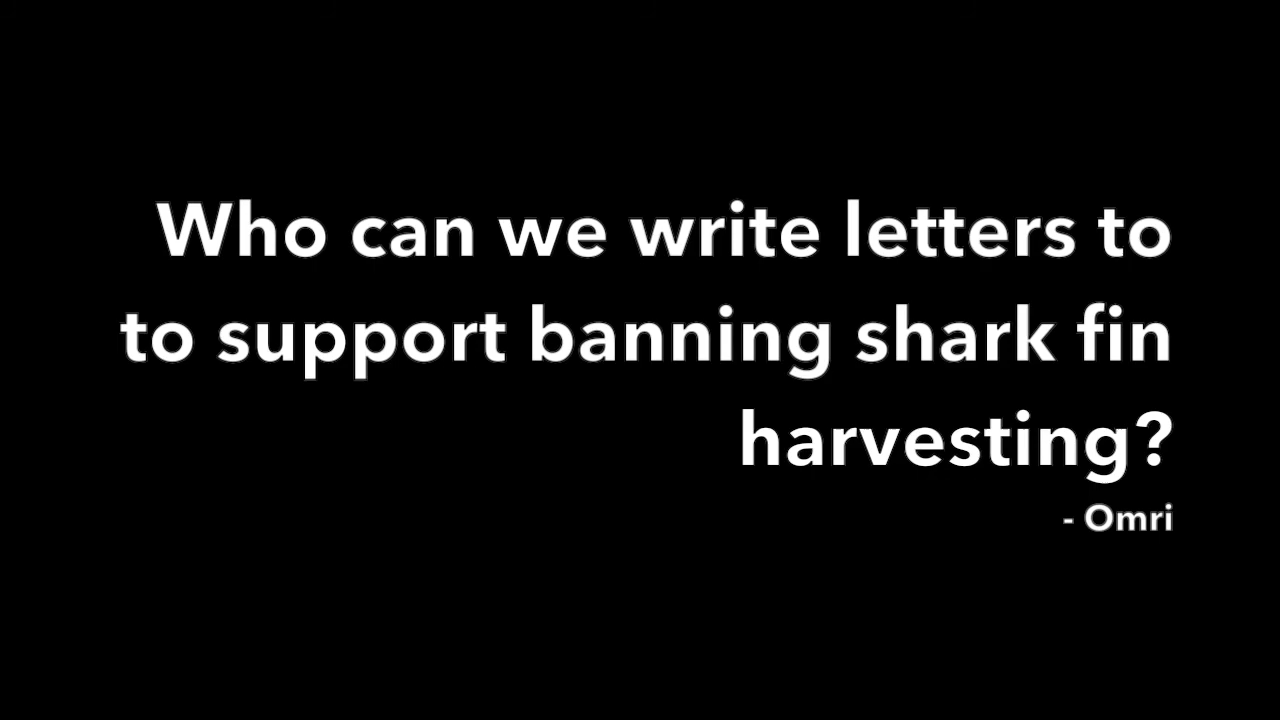 Who can we write letters to
to support banning shark fin
harvesting?
- Omri